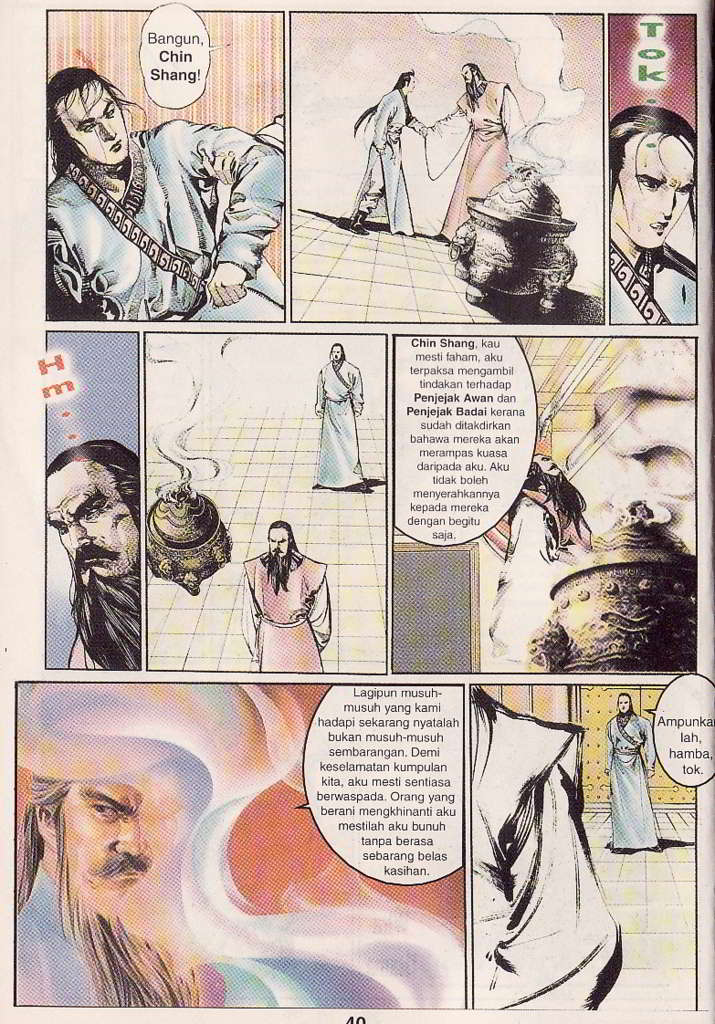 Bangun,
Chin
Shang!
Tok..
Hm...
Chin Shang, kau
mesti faham, aku
terpaksa mengambil
tindakan terhadap
Penjejak Awan dan
Penjejak Badai kerana
sudah ditakdirkan
bahawa mereka akan
merampas kuasa
daripada aku. Aku
tidak boleh
menyerahkannya
kepada mereka
dengan begitu
saja.
Lagipun musuh-
musuh yang kami
hadapi sekarang nyatalah
bukan musuh-musuh
sembarangan. Demi
keselamatan kumpulan
kita, aku mesti sentiasa
berwaspada. Orang yang
berani mengkhinanti aku
mestilah aku bunuh
tanpa berasa
sebarang belas
kasihan.
Ampunkan
lah,
hamba,
tok.
40